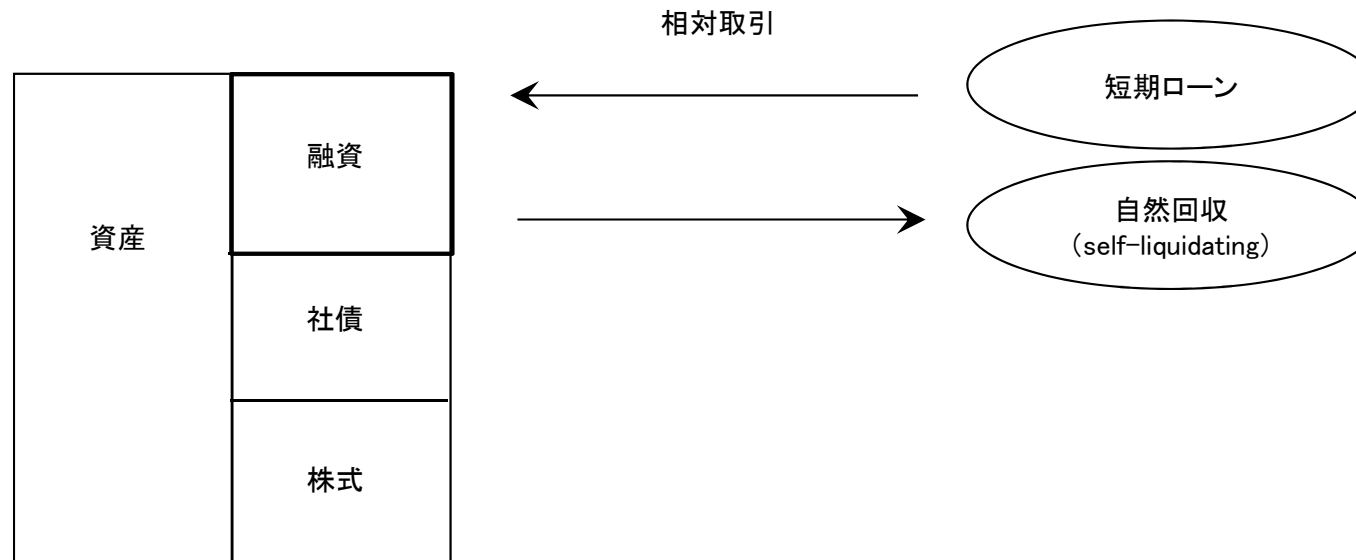 相対取引
短期ローン
融資
自然回収
(self-liquidating)
資産
社債
株式